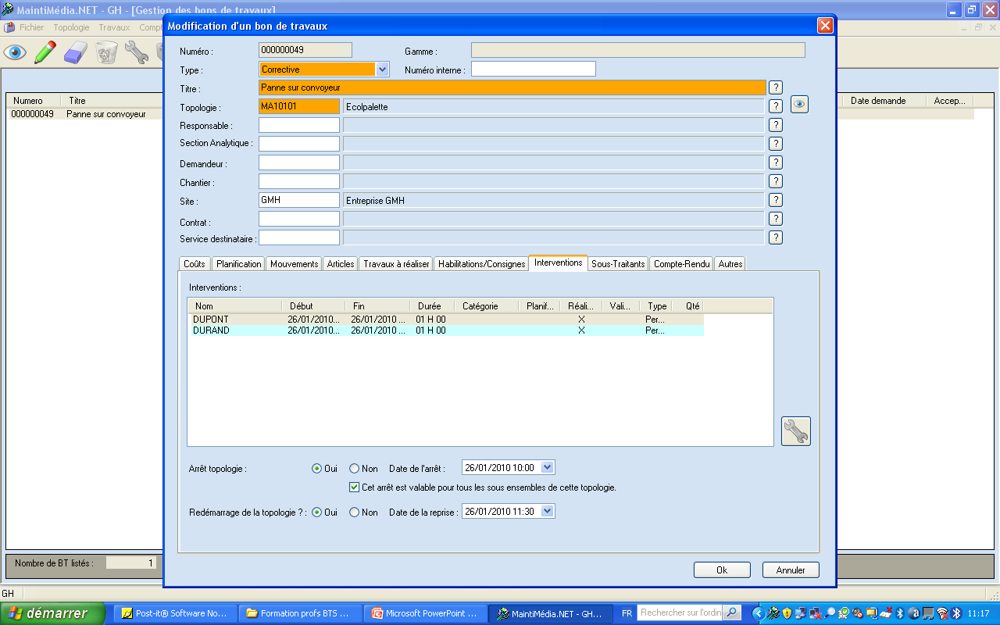 MaintiMédia.NET - GH - [Gestion des bons de travaux]
Fichier Topologie Travaux
Modification d'un bon de travaux
Numéro : 000000049 Gamme :
Type : Corrective Numéro interne :
Titre : Panne sur convoyeur ?
Topologie : MA10101 Ecolpalette ?
Responsable : ?
Section Analytique : ?
Demandeur : ?
Chantier : ?
Site : GMH Entreprise GMH ?
Contrat : ?
Service destinataire : ?
Numero Titre Date demande Accep...
000000049 Panne sur convoyeur
Coûts Planification Mouvements Articles Travaux à réaliser Habilitations/Consignes Interventions Sous-Traitants Compte-Rendu Autres
Interventions :
Nom Début Fin Durée Catégorie Planif... Réali... Vali... Type Qté
DUPONT 26/01/2010... 26/01/2010 ... 01 H 00 X Per...
DURAND 26/01/2010... 26/01/2010 ... 01 H 00 X Per...
Arrêt topologie : Oui Non Date de l'arrêt : 26/01/2010 10:00
Cet arrêt est valable pour tous les sous ensembles de cette topologie.
Redémarrage de la topologie ? : Oui Non Date de la reprise : 26/01/2010 11:30
Nombre de BT listés : 1
Ok Annuler
GH
démarrer Post-it® Software No... Formation profs BTS ... Microsoft PowerPoint ... MaintiMédia.NET - GH... FR Rechercher sur l'ordin 11:17